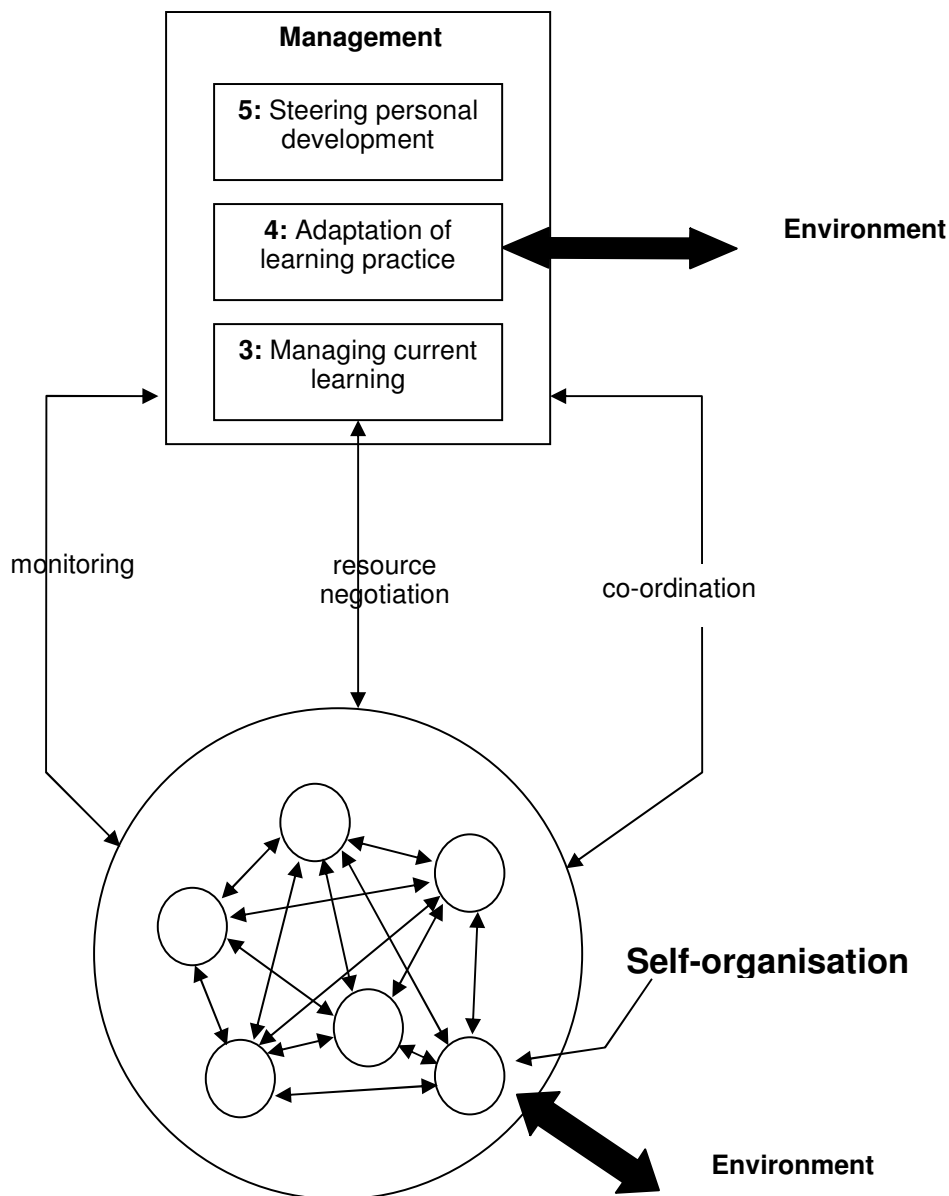 Management
5: Steering personal
development
4: Adaptation of
learning practice
Environment
3: Managing current
learning
monitoring
resource
negotiation
co-ordination
Self-organisation
Environment